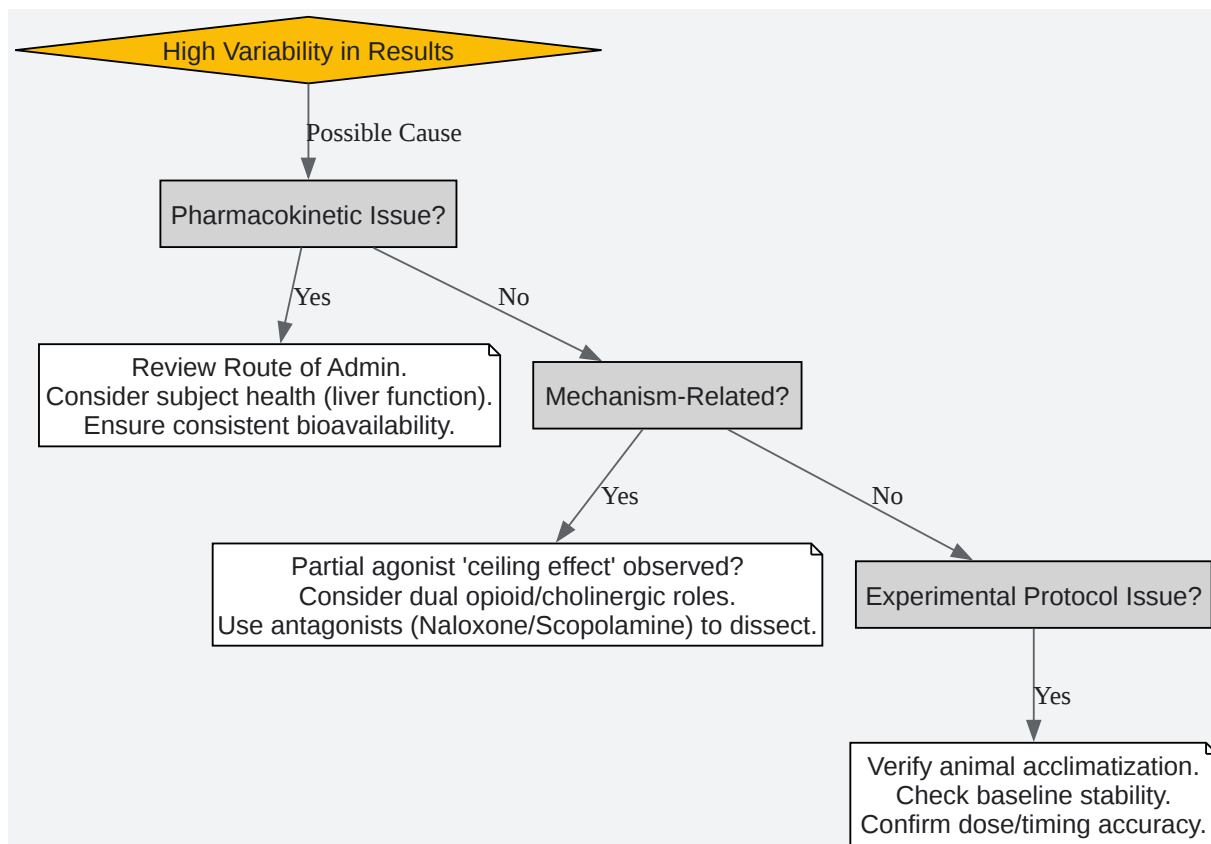 High Variability in Results
Possible Cause
Pharmacokinetic Issue?
Yes
No
Review Route of Admin.
Consider subject health (liver function).
Ensure consistent bioavailability.
Mechanism-Related?
Yes
No
Partial agonist 'ceiling effect' observed?
Consider dual opioid/cholinergic roles.
Use antagonists (Naloxone/Scopolamine) to dissect.
Experimental Protocol Issue?
Yes
Verify animal acclimatization.
Check baseline stability.
Confirm dose/timing accuracy.